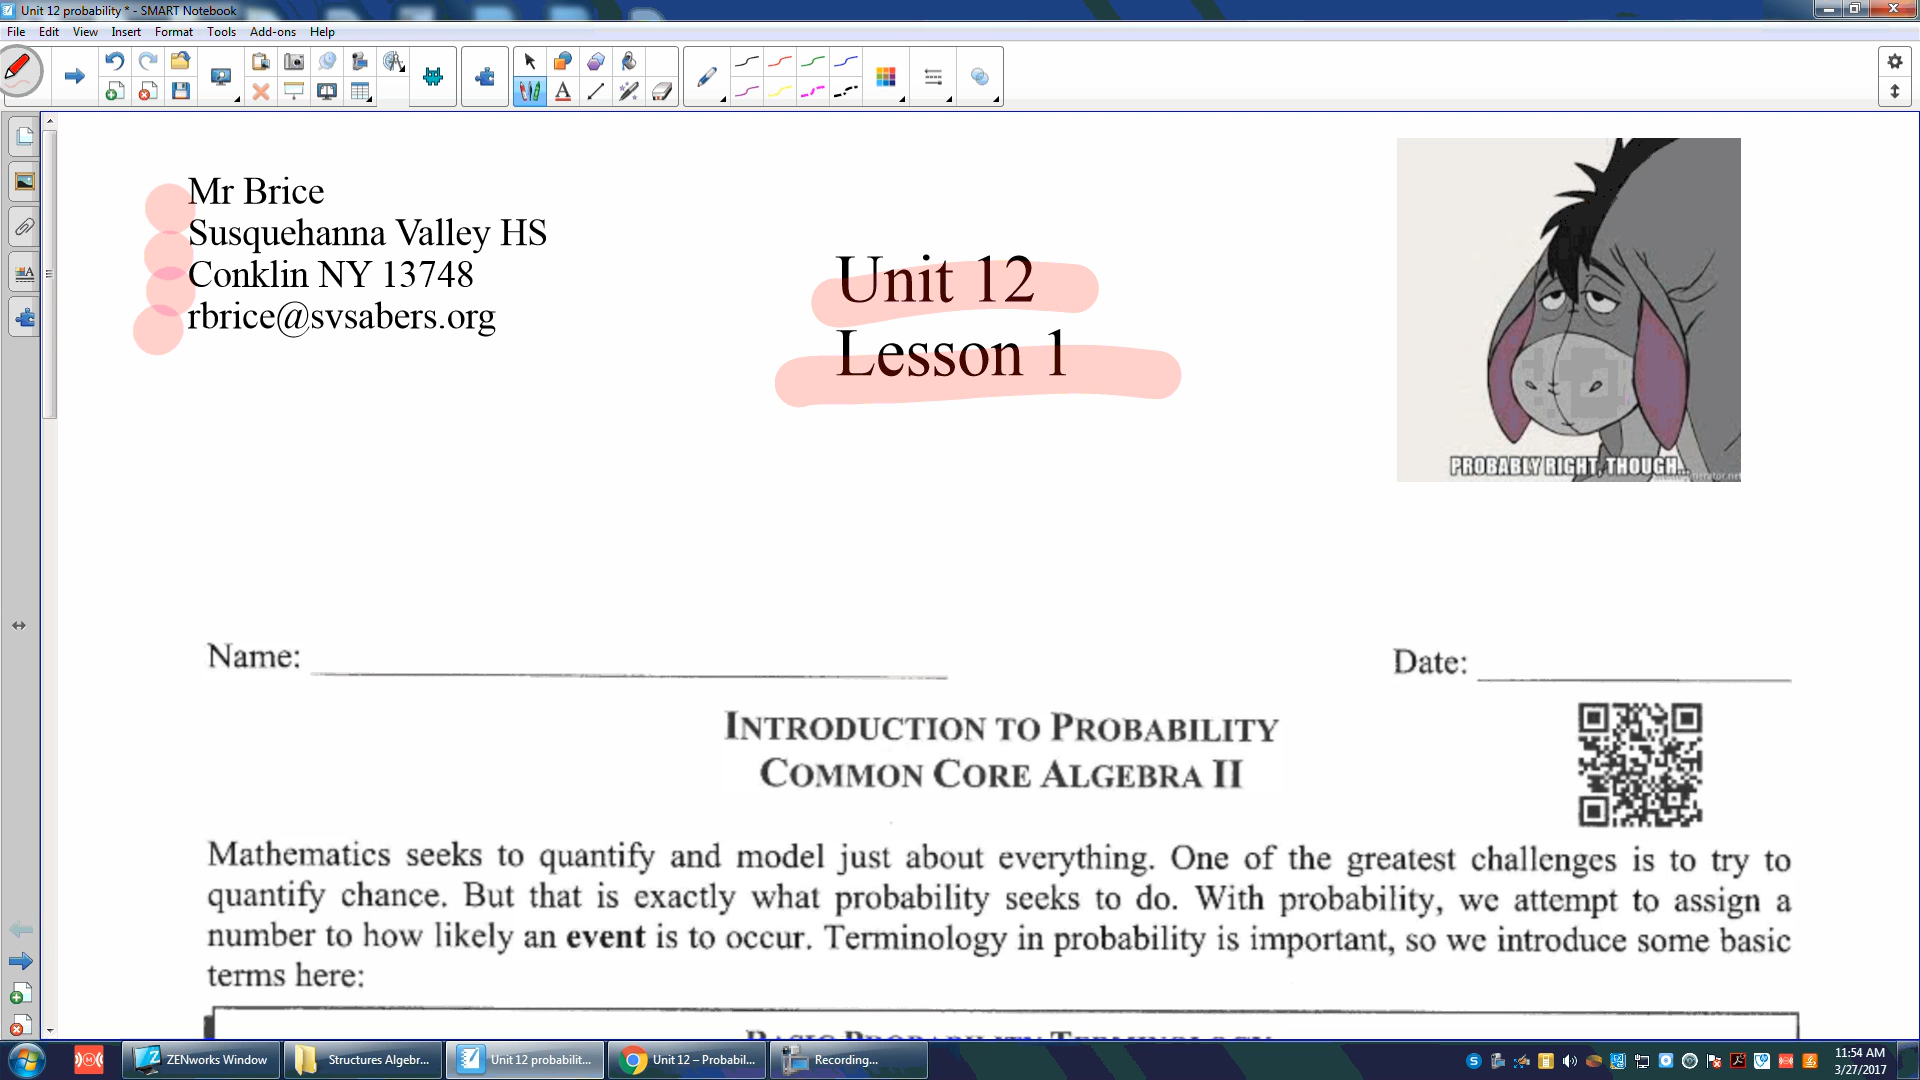 Unit 12 probability * - SMART Notebook
File Edit View Insert Format Tools Add-ons Help
Mr Brice
Susquehanna Valley HS
Conklin NY 13748
rbrice@svsabers.org
Unit 12
Lesson 1
PROBABLY RIGHT, THOUGH...
Name:
Date:
INTRODUCTION TO PROBABILITY
COMMON CORE ALGEBRA II
Mathematics seeks to quantify and model just about everything. One of the greatest challenges is to try to
quantify chance. But that is exactly what probability seeks to do. With probability, we attempt to assign a
number to how likely an event is to occur. Terminology in probability is important, so we introduce some basic
terms here:
BASIC PROBABILITY TERMINOLOGY
ZENworks Window
Structures Algebr...
Unit 12 probabilit...
Unit 12 – Probabil...
Recording...
11:54 AM
3/27/2017